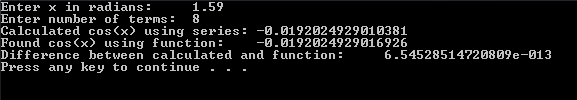 Enter x in radians: 1.59
Enter number of terms: 8
Calculated cos(x) using series: -0.0192024929010381
Found cos(x) using function: -0.0192024929016926
Difference between calculated and function: 6.54528514720809e-013
Press any key to continue . . .